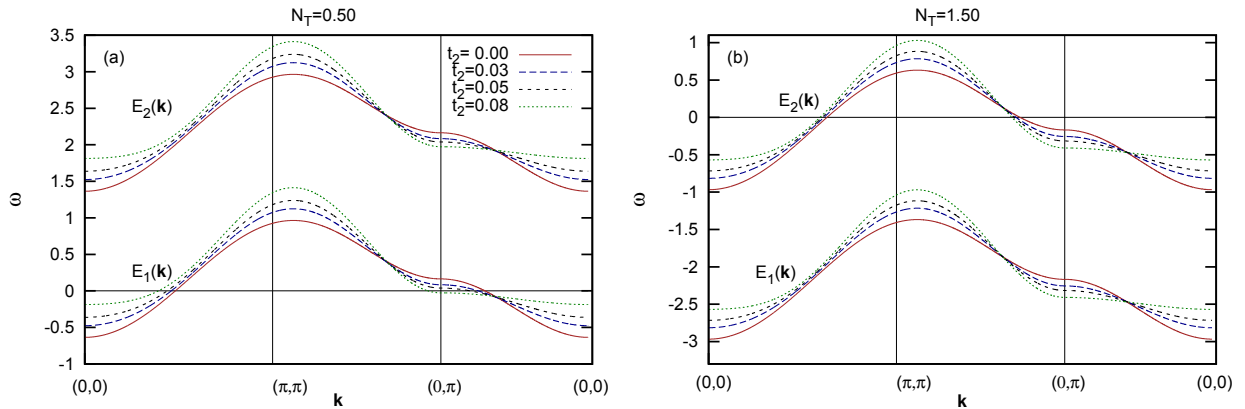 N_T=0.50
(a)
t_2= 0.00
t_2=0.03
t_2=0.05
t_2=0.08
E_2(k)
E_1(k)
3.5
3
2.5
2
1.5
1
0.5
0
-0.5
-1
ω
(0,0)
(π,π)
(0,π)
(0,0)
k
N_T=1.50
(b)
E_2(k)
E_1(k)
1
0.5
0
-0.5
-1
-1.5
-2
-2.5
-3
ω
(0,0)
(π,π)
(0,π)
(0,0)
k